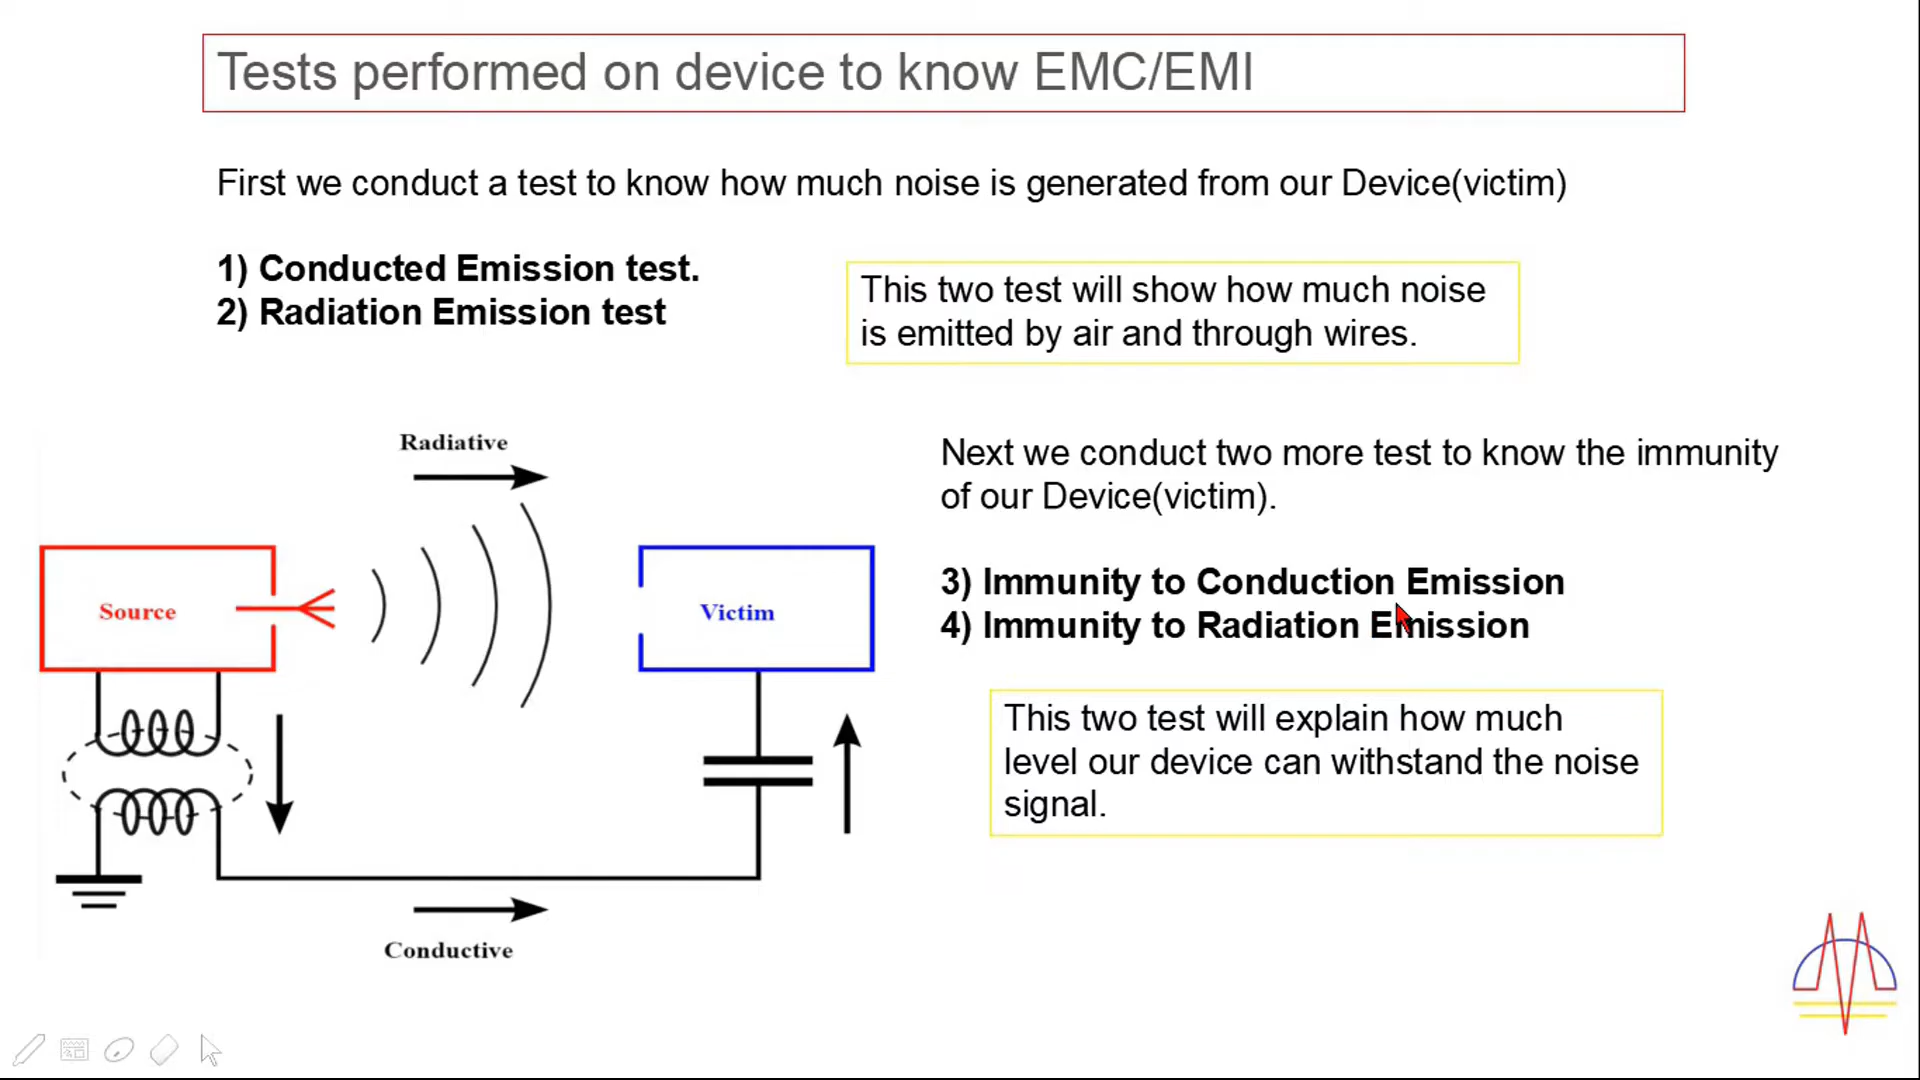 Tests performed on device to know EMC/EMI
First we conduct a test to know how much noise is generated from our Device(victim)
1) Conducted Emission test.
2) Radiation Emission test
This two test will show how much noise
is emitted by air and through wires.
Radiative
Source
Victim
Conductive
Next we conduct two more test to know the immunity
of our Device(victim).
3) Immunity to Conduction Emission
4) Immunity to Radiation Emission
This two test will explain how much
level our device can withstand the noise
signal.